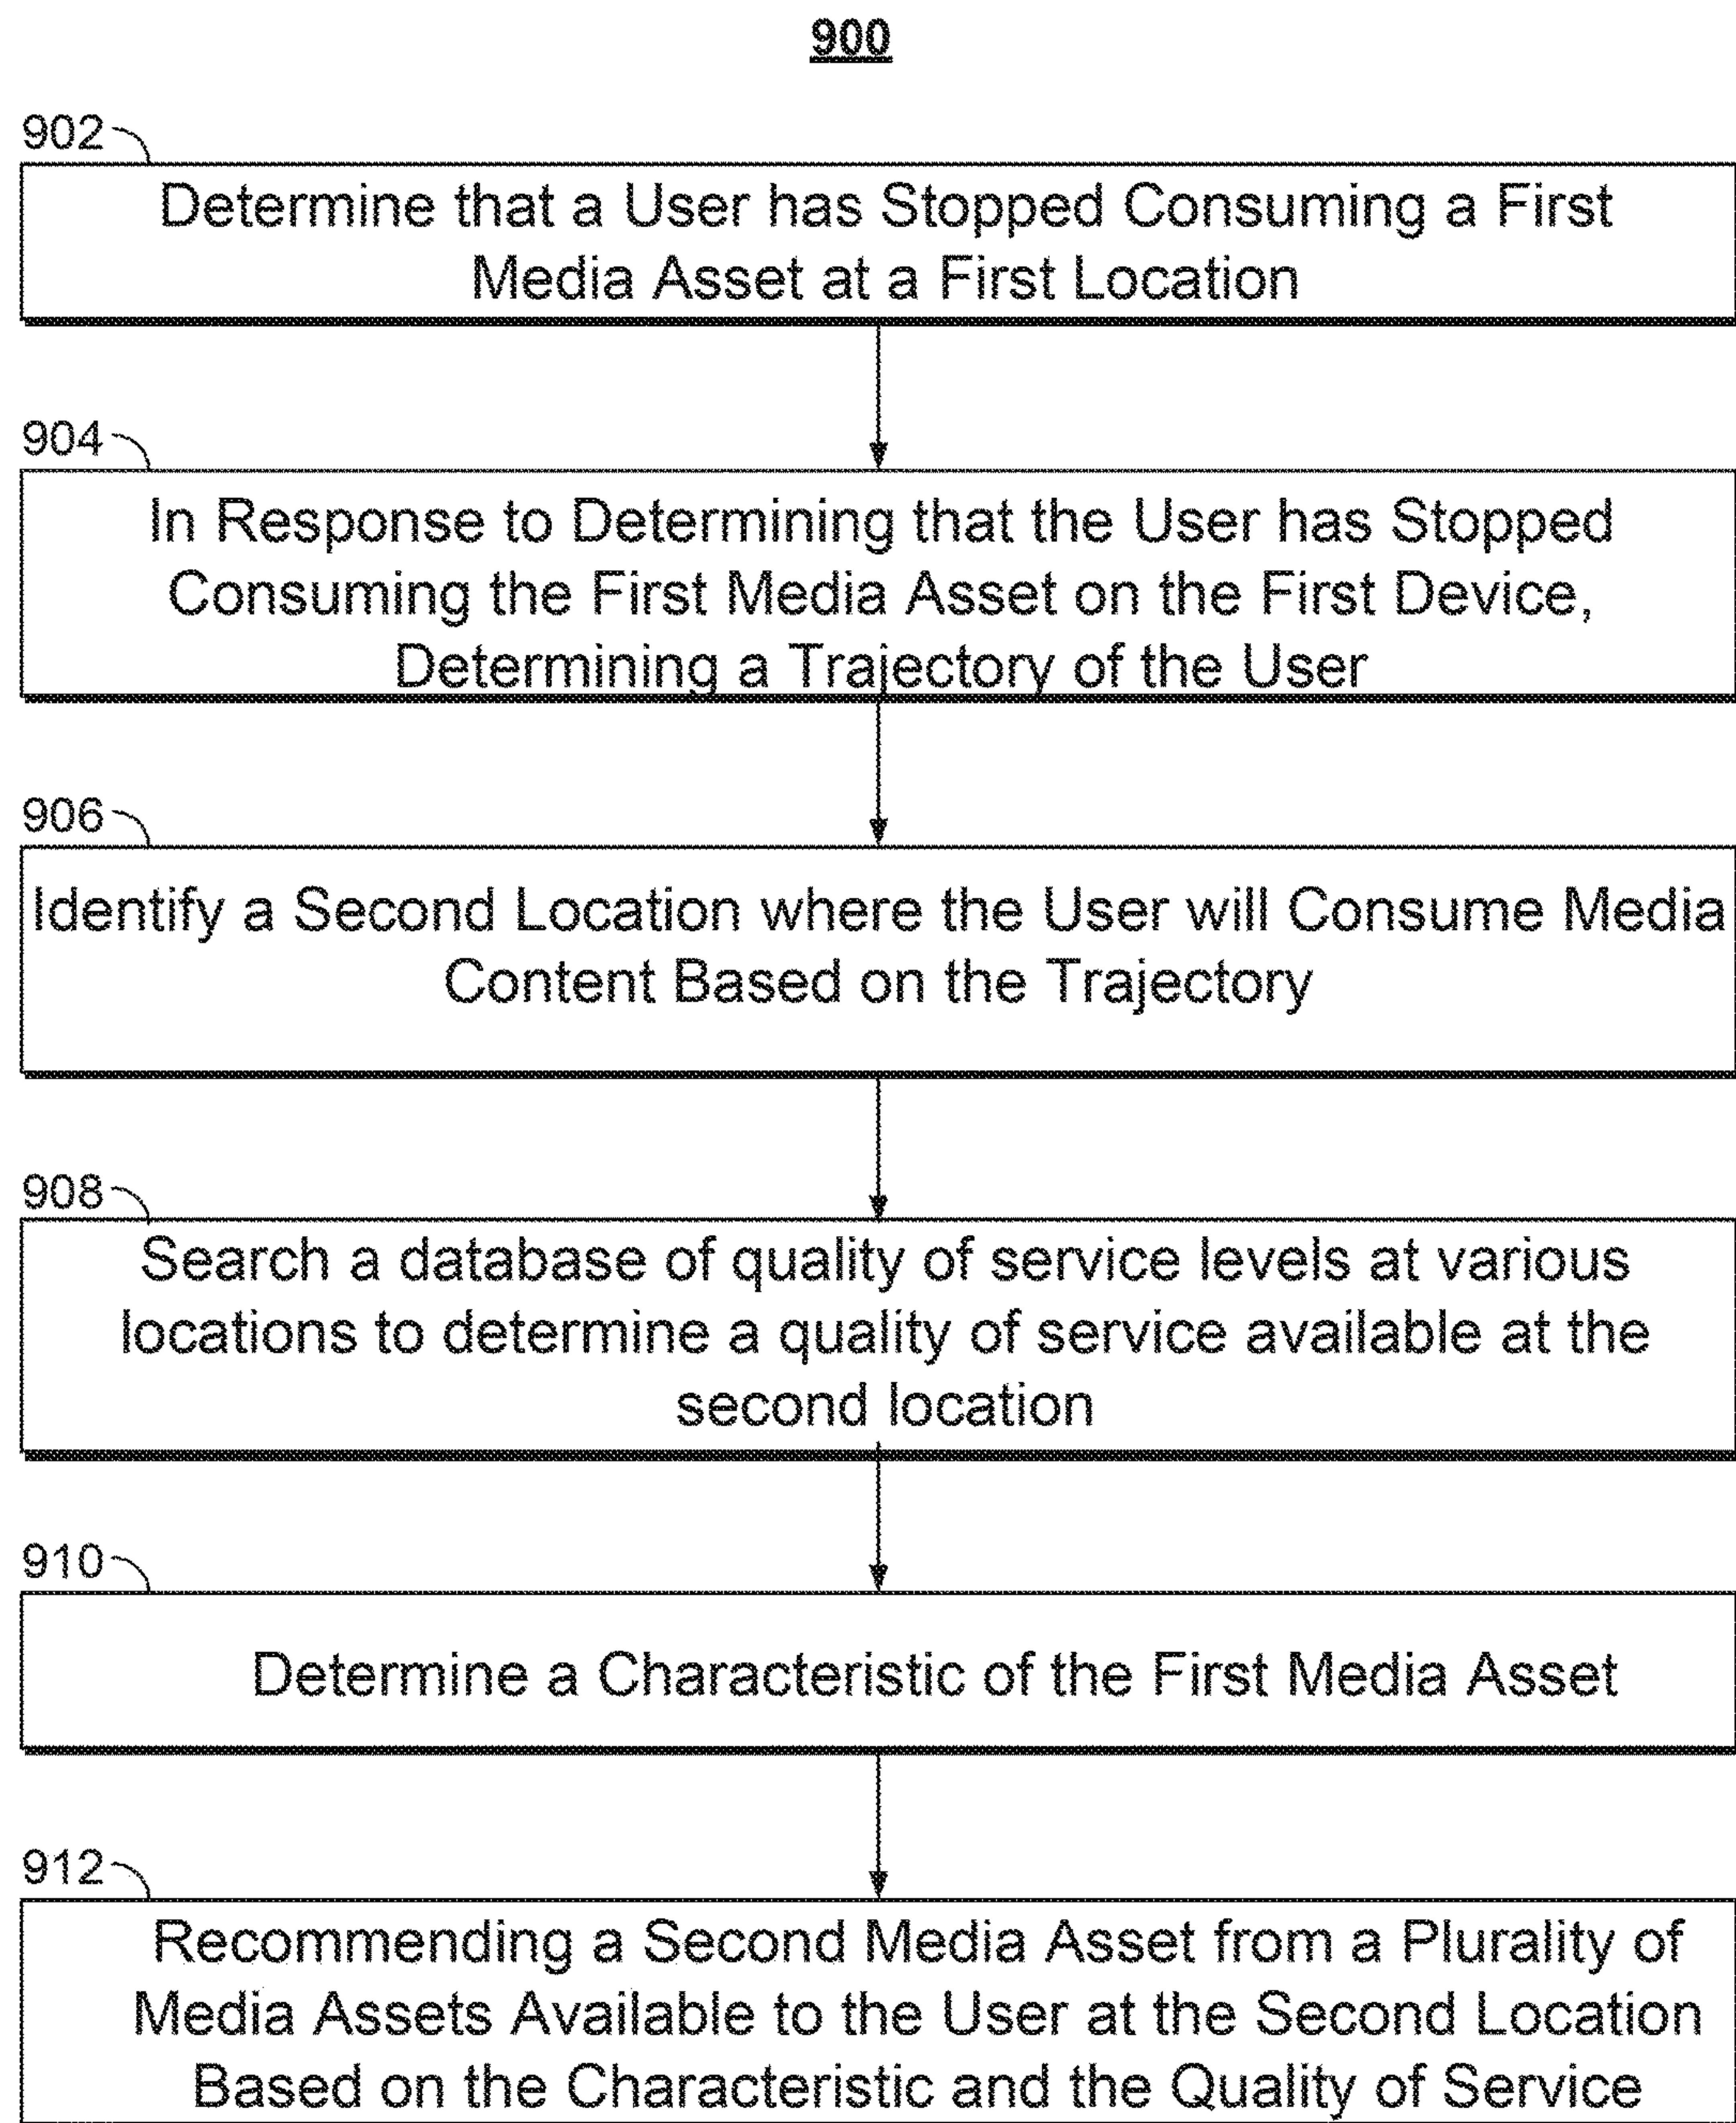 900
902
Determine that a User has Stopped Consuming a First
Media Asset at a First Location
904
In Response to Determining that the User has Stopped
Consuming the First Media Asset on the First Device,
Determining a Trajectory of the User
906
Identify a Second Location where the User will Consume Media
Content Based on the Trajectory
908
Search a database of quality of service levels at various
locations to determine a quality of service available at the
second location
910
Determine a Characteristic of the First Media Asset
912
Recommending a Second Media Asset from a Plurality of
Media Assets Available to the User at the Second Location
Based on the Characteristic and the Quality of Service